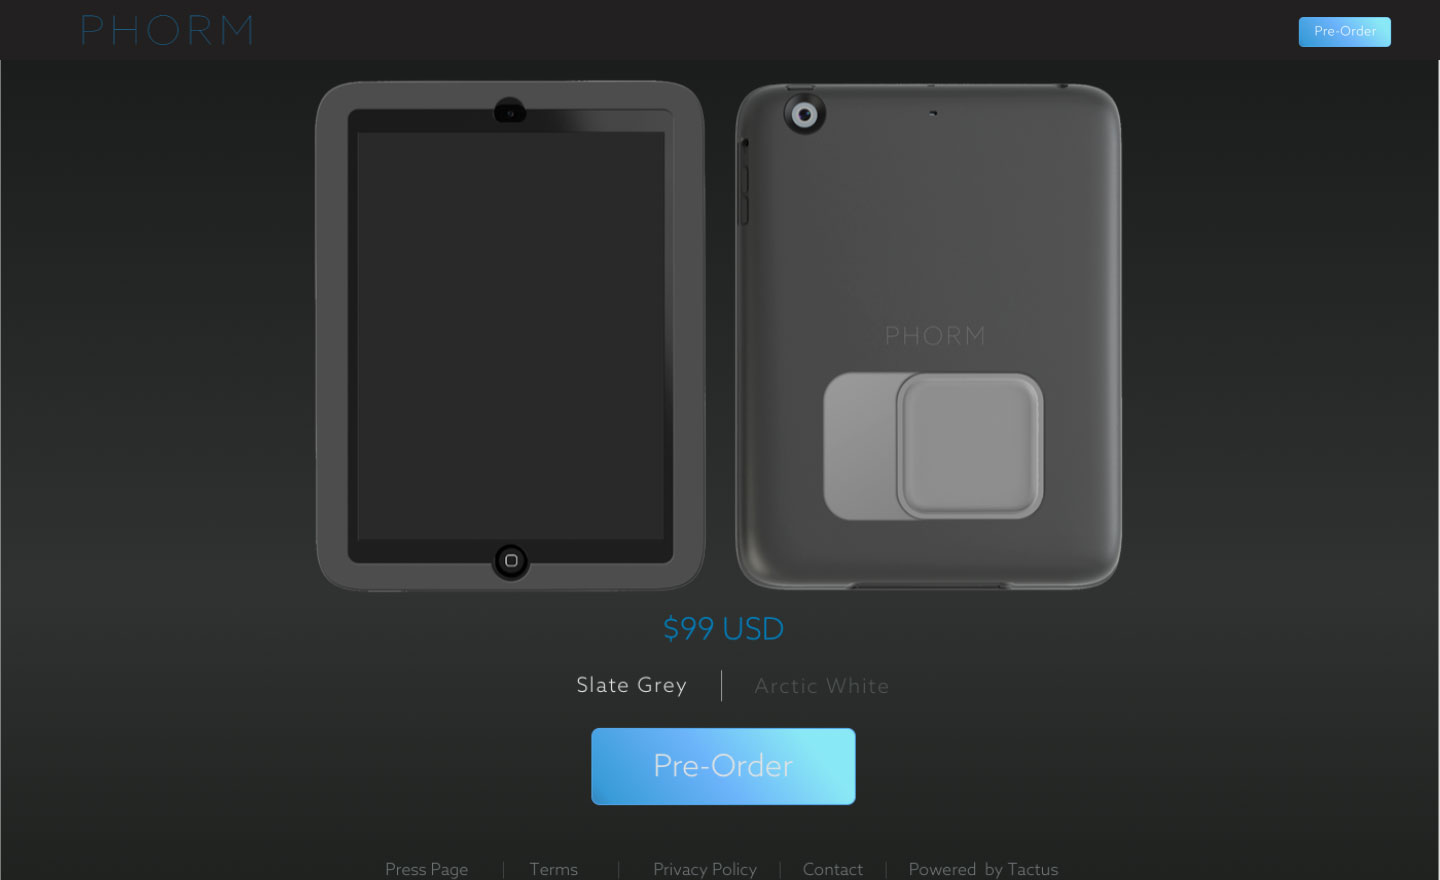 PHORM
Pre-Order
PHORM
$99 USD
Slate Grey | Arctic White
Pre-Order
Press Page | Terms | Privacy Policy | Contact | Powered by Tactus